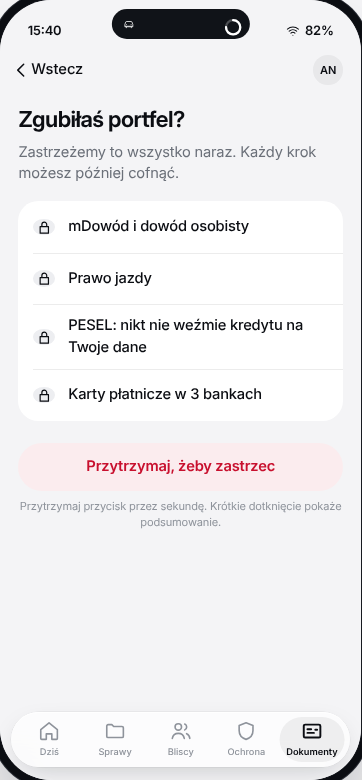 15:40
82%
Wstecz
AN
Zgubiłaś portfel?
Zastrzeżemy to wszystko naraz. Każdy krok
możesz później cofnąć.
mDowód i dowód osobisty
Prawo jazdy
PESEL: nikt nie weźmie kredytu na
Twoje dane
Karty płatnicze w 3 bankach
Przytrzymaj, żeby zastrzec
Przytrzymaj przycisk przez sekundę. Krótkie dotknięcie pokaże
podsumowanie.
Dziś
Sprawy
Bliscy
Ochrona
Dokumenty